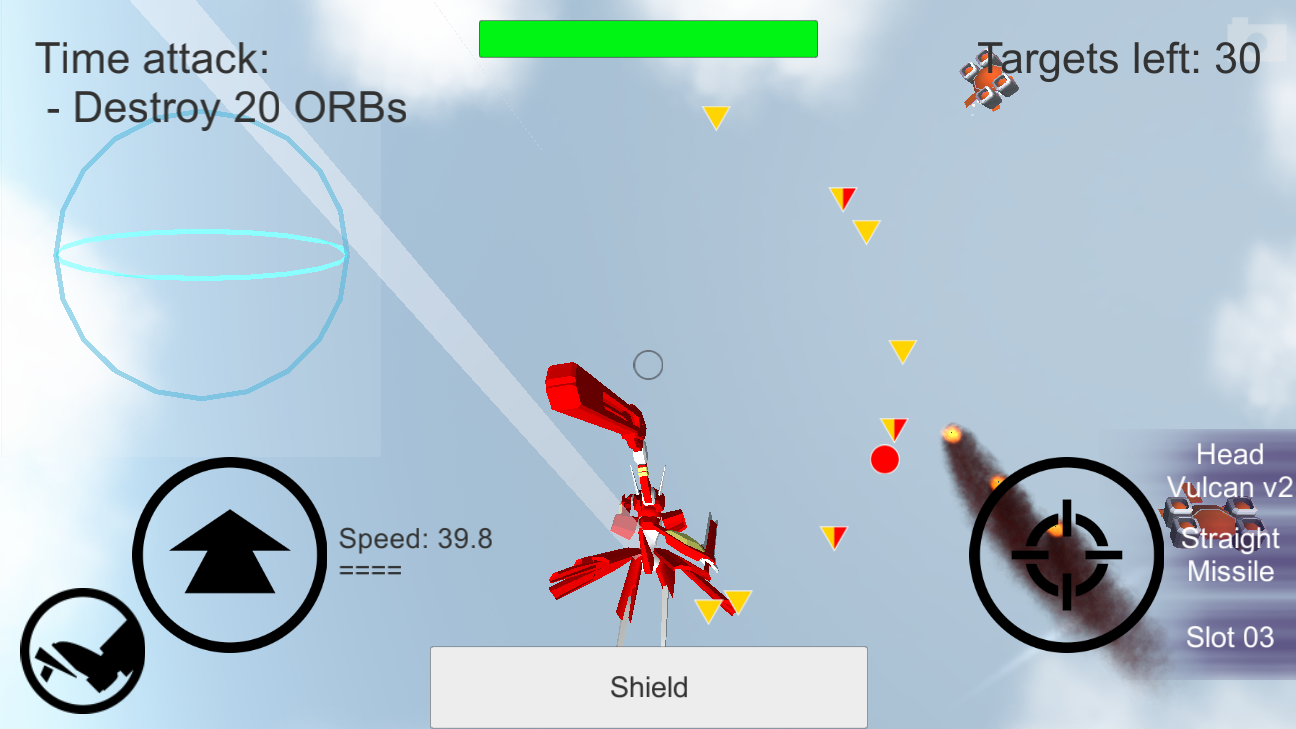 Time attack:
- Destroy 20 ORBs
Targets left: 30
Speed: 39.8
====
Head
Vulcan v2
Straight
Missile
Slot 03
Shield